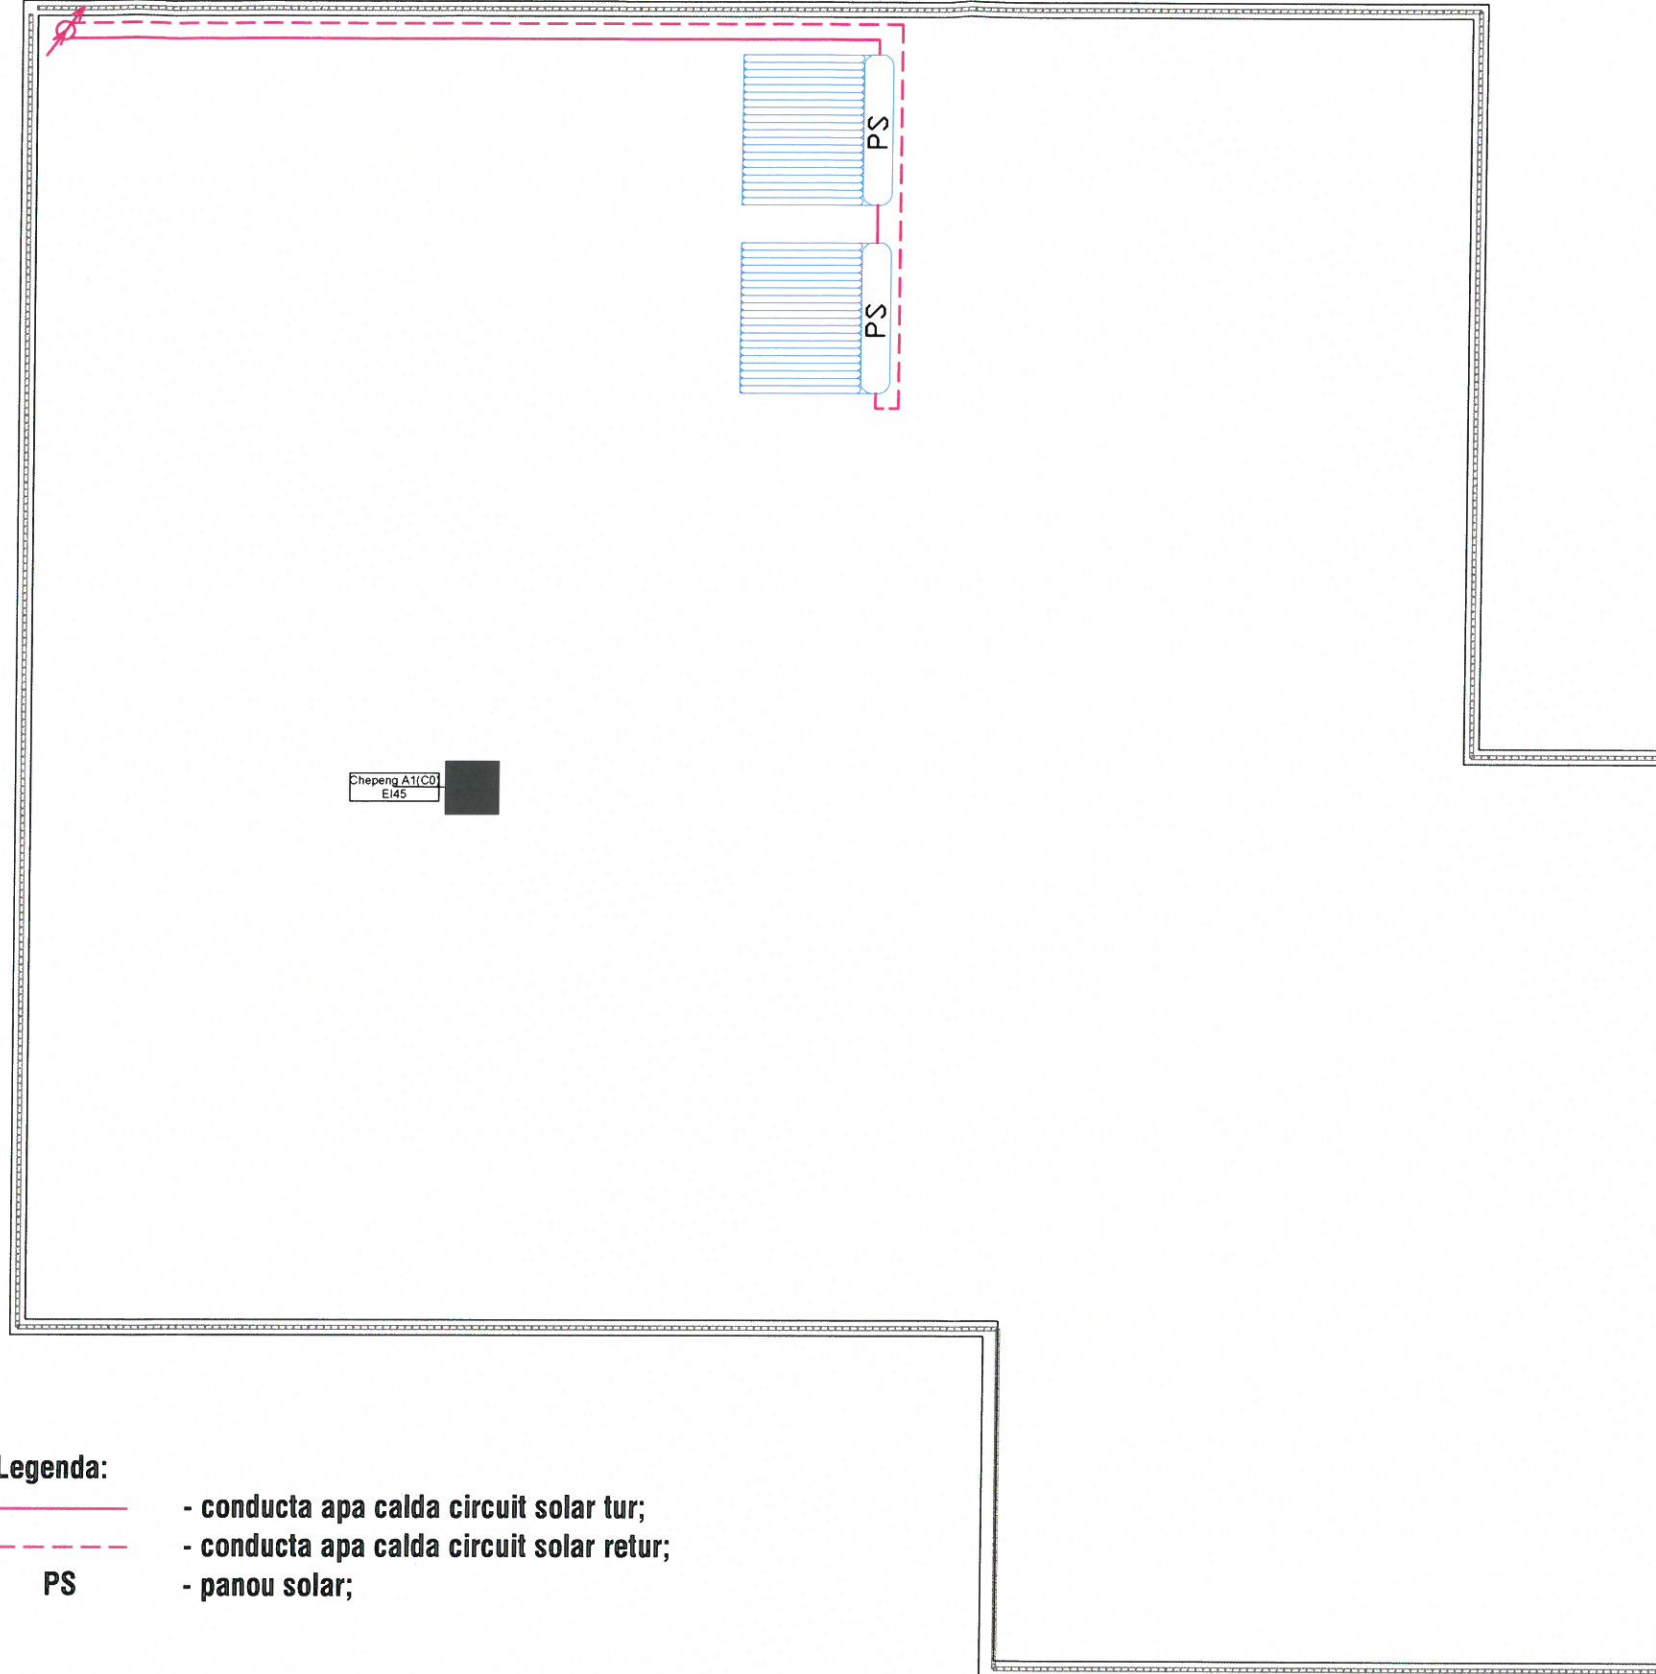 PS
PS
Chepeng A1(C0)
EI45
Legenda:
- conducta apa calda circuit solar tur;
- conducta apa calda circuit solar retur;
PS - panou solar;